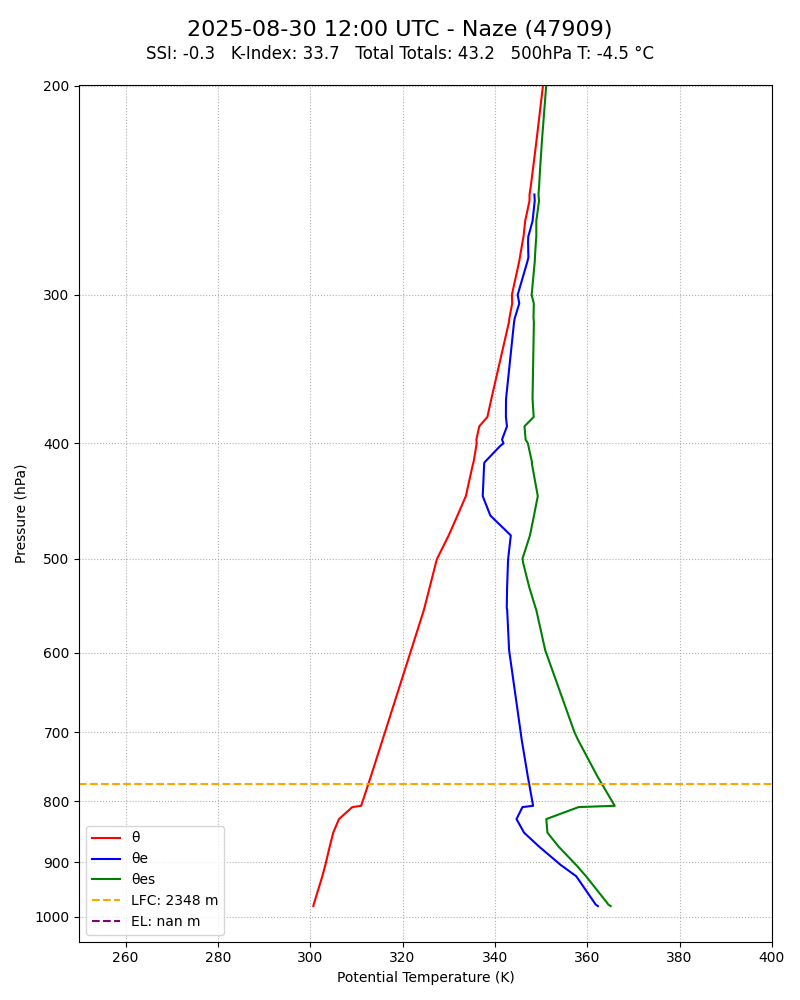 2025-08-30 12:00 UTC - Naze (47909)
SSI: -0.3   K-Index: 33.7   Total Totals: 43.2   500hPa T: -4.5 °C
200
300
400
500
600
700
800
900
1000
Pressure (hPa)
θ
θe
θes
LFC: 2348 m
EL: nan m
260
280
300
320
340
360
380
400
Potential Temperature (K)